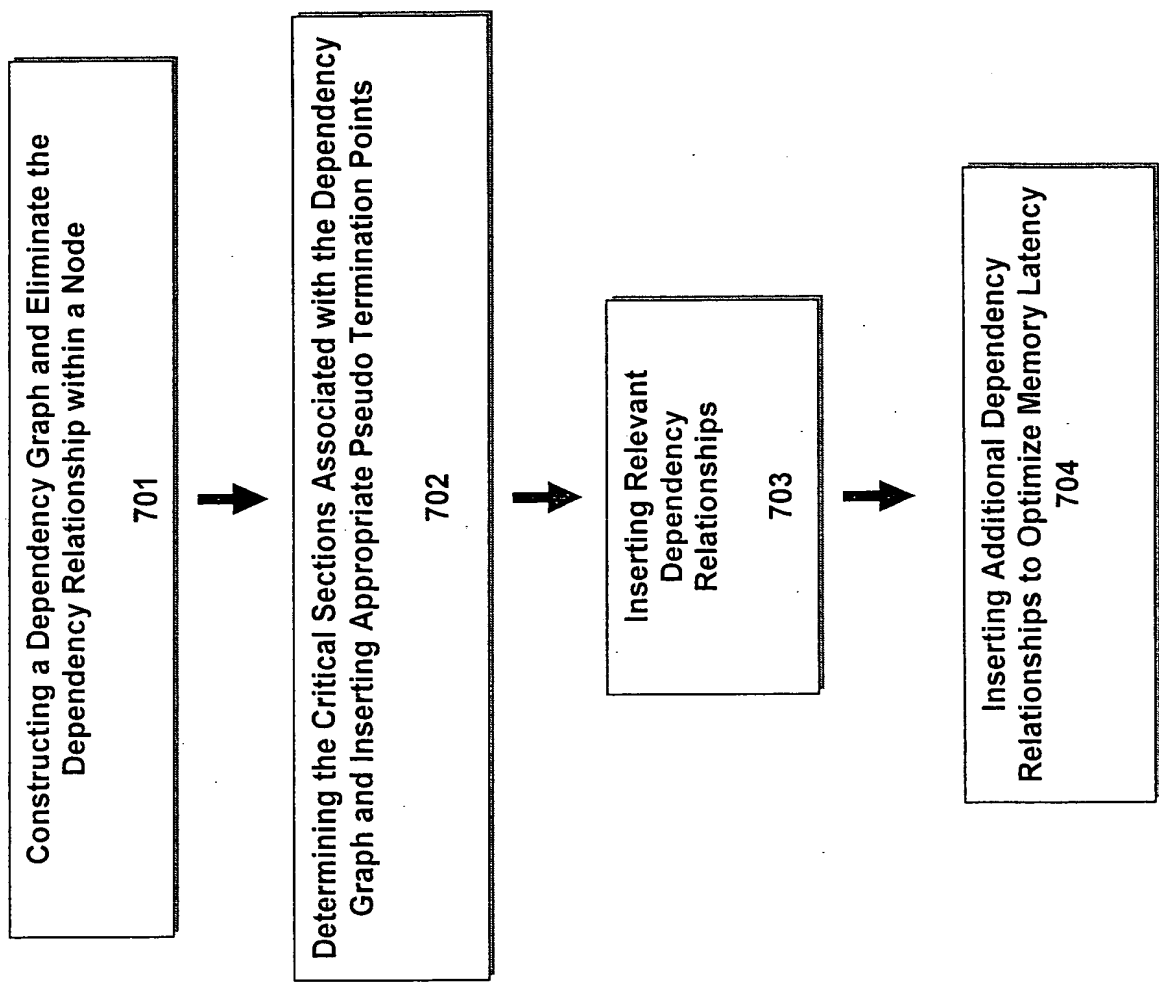 Constructing a Dependency Graph and Eliminate the
Dependency Relationship within a Node
701
Determining the Critical Sections Associated with the Dependency
Graph and Inserting Appropriate Pseudo Termination Points
702
Inserting Relevant
Dependency
Relationships
703
Inserting Additional Dependency
Relationships to Optimize Memory Latency
704